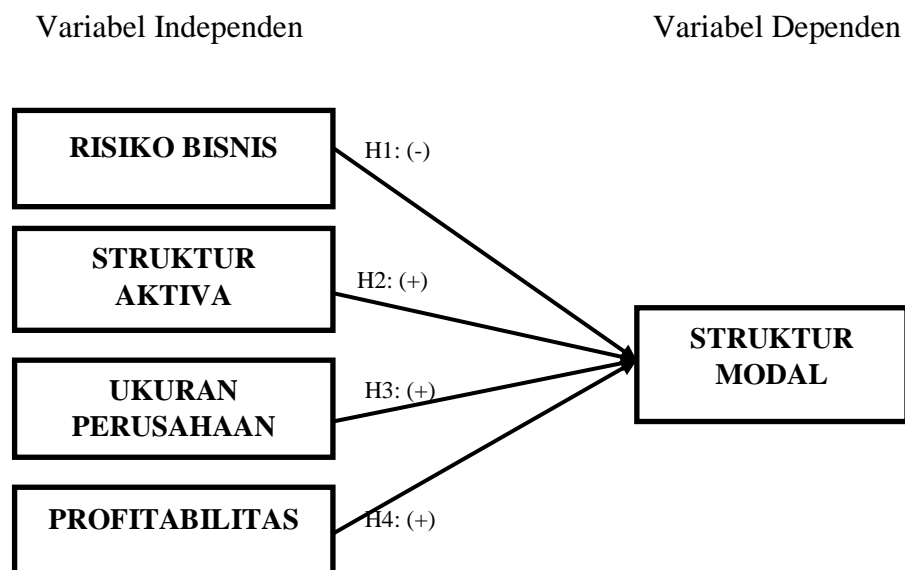 Variabel Independen
Variabel Dependen
RISIKO BISNIS
H1: (-)
STRUKTUR
AKTIVA
H2: (+)
UKURAN
PERUSAHAAN
H3: (+)
PROFITABILITAS
H4: (+)
STRUKTUR
MODAL